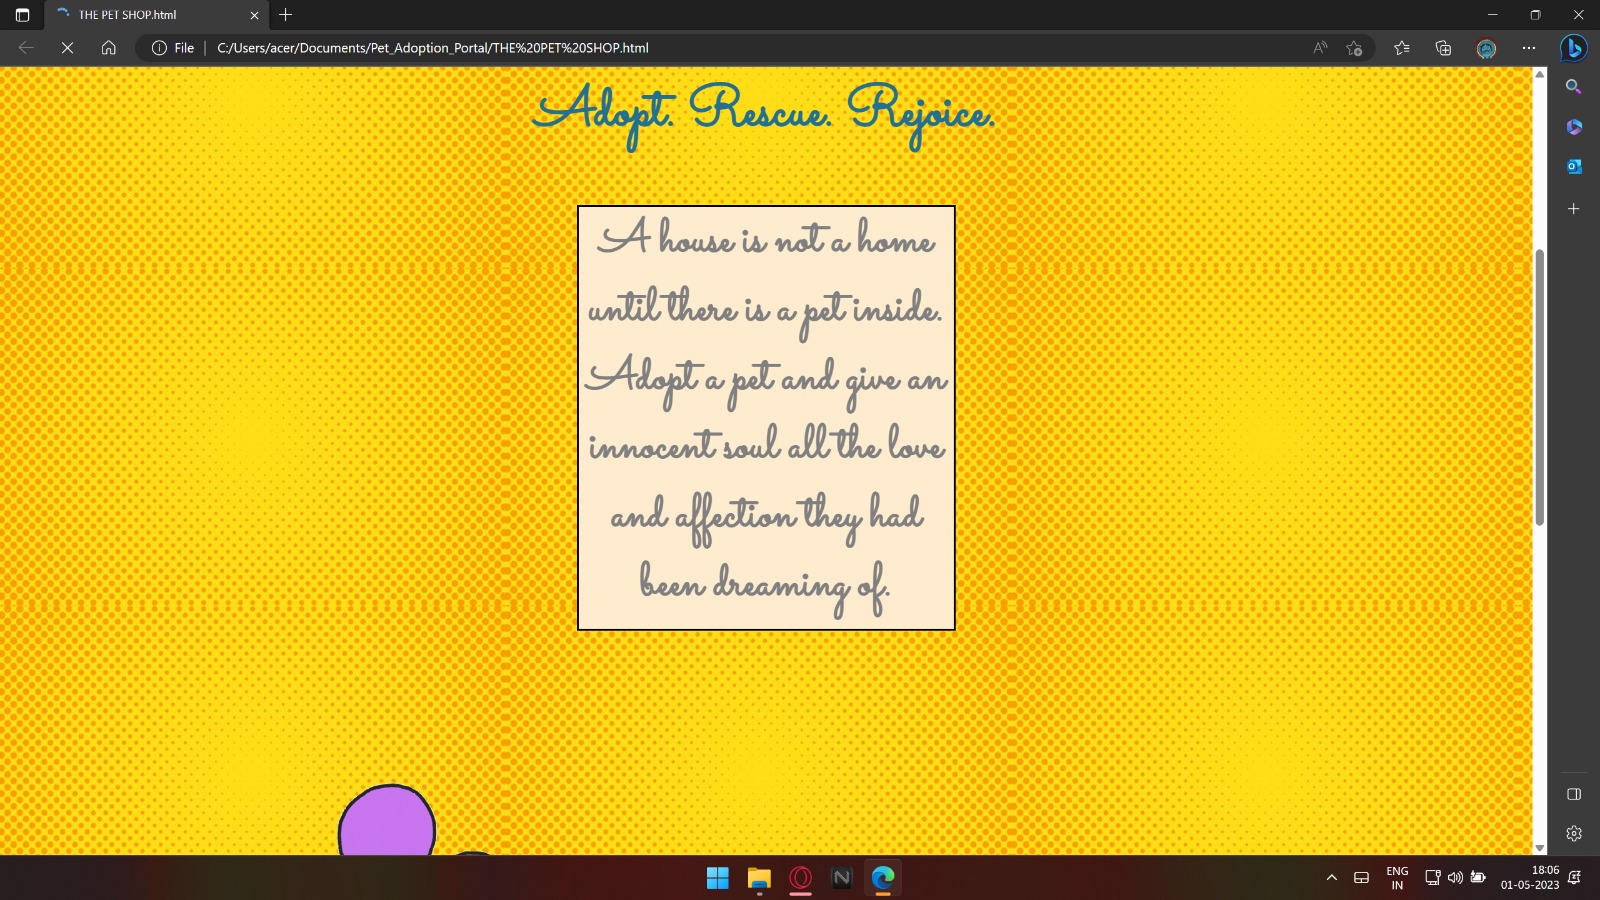 THE PET SHOP.html
File
C:/Users/acer/Documents/Pet_Adoption_Portal/THE%20PET%20SHOP.html
Adopt. Rescue. Rejoice.
A house is not a home
until there is a pet inside.
Adopt a pet and give an
innocent soul all the love
and affection they had
been dreaming of.
ENG
IN
18:06
01-05-2023